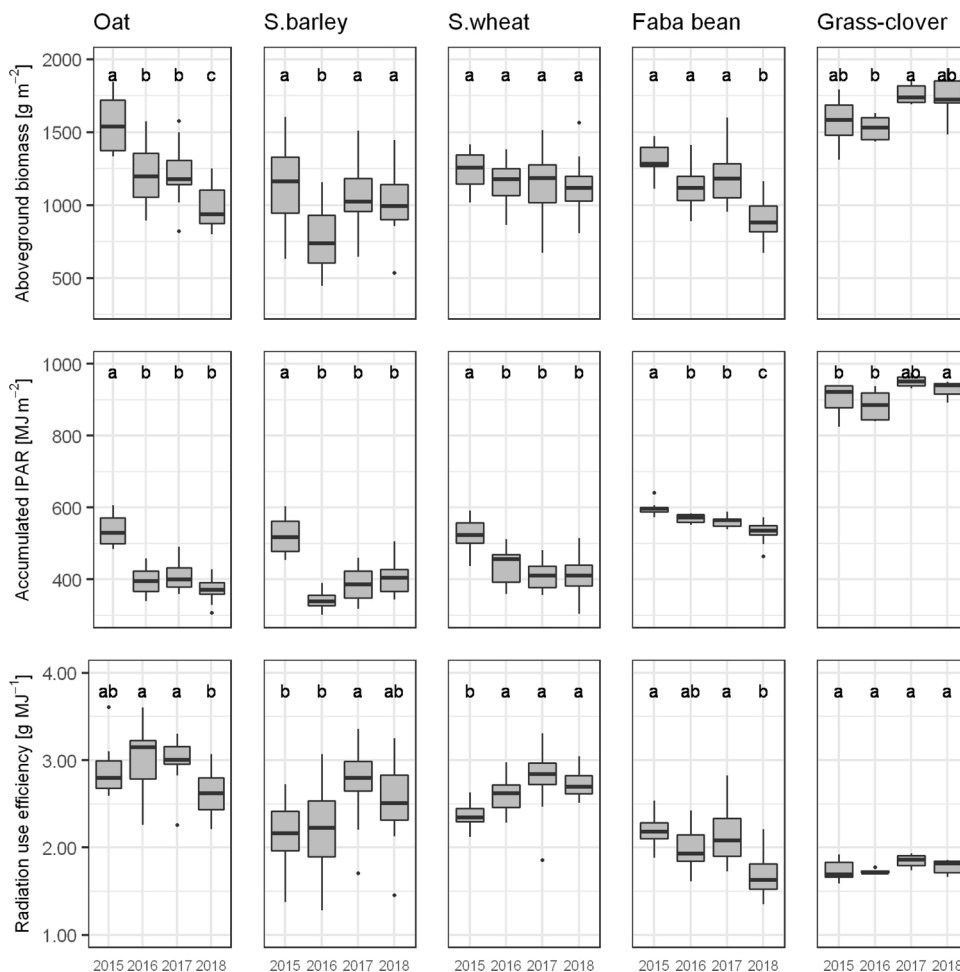 Oat S.barley S.wheat Faba bean Grass-clover
Aboveground biomass [g m⁻²]
2000
1500
1000
500
a b b c
a b a a
a a a a
a a a b
ab b a ab
Accumulated IPAR [MJ m⁻²]
1000
800
600
400
a b b b
a b b b
a b b b
a b b c
b b ab a
Radiation use efficiency [g MJ⁻¹]
4.00
3.00
2.00
1.00
ab a a b
b b a ab
b a a a
a ab a b
a a a a
2015 2016 2017 2018
2015 2016 2017 2018
2015 2016 2017 2018
2015 2016 2017 2018
2015 2016 2017 2018